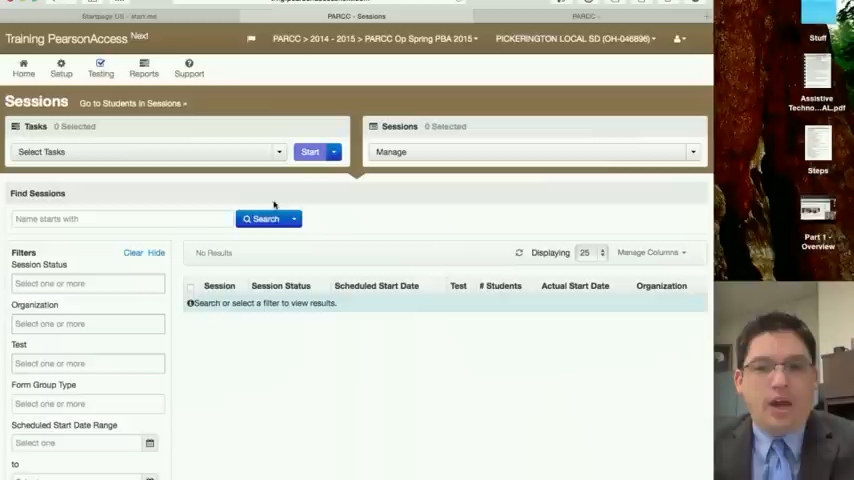 Startpage US - start.me
PARCC - Sessions
PARCC -
Training PearsonAccess Next
PARCC > 2014 - 2015 > PARCC Op Spring PBA 2015
PICKERINGTON LOCAL SD (OH-046896)
Home
Setup
Testing
Reports
Support
Sessions
Go to Students in Sessions »
Tasks 0 Selected
Sessions 0 Selected
Select Tasks
Start
Manage
Find Sessions
Name starts with
Search
Filters
Clear Hide
Session Status
Select one or more
Organization
Select one or more
Test
Select one or more
Form Group Type
Select one or more
Scheduled Start Date Range
Select one
to
No Results
Displaying 25
Manage Columns
Session
Session Status
Scheduled Start Date
Test
# Students
Actual Start Date
Organization
Search or select a filter to view results.
Stuff
Assistive
Techno...AL.pdf
Steps
Part 1 -
Overview